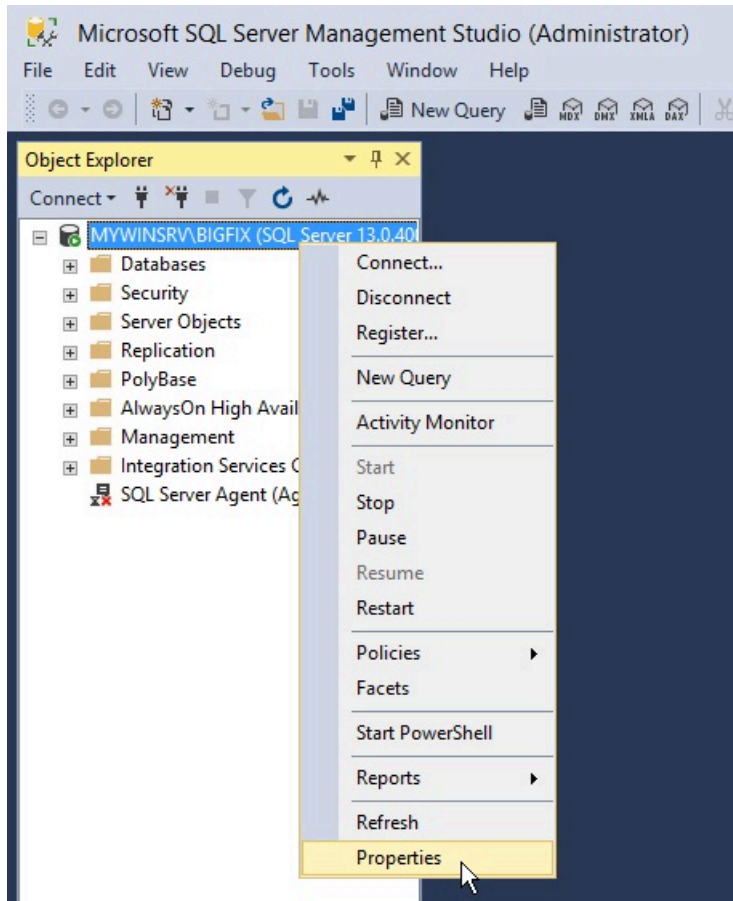 Microsoft SQL Server Management Studio (Administrator)
File Edit View Debug Tools Window Help
New Query MDX DMX XMLA DAX
Object Explorer
Connect
MYWINSRV\BIGFIX (SQL Server 13.0.40
Databases
Security
Server Objects
Replication
PolyBase
AlwaysOn High Avail
Management
Integration Services C
SQL Server Agent (Ag
Connect...
Disconnect
Register...
New Query
Activity Monitor
Start
Stop
Pause
Resume
Restart
Policies
Facets
Start PowerShell
Reports
Refresh
Properties